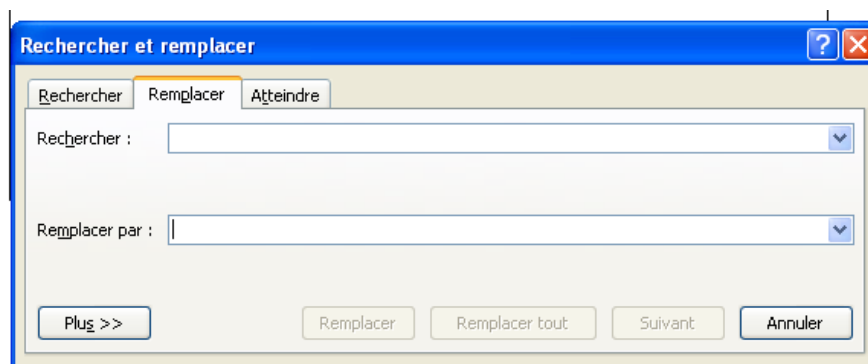 Rechercher et remplacer
Rechercher Remplacer Atteindre
Rechercher :
Remplacer par :
Plus >> Remplacer Remplacer tout Suivant Annuler